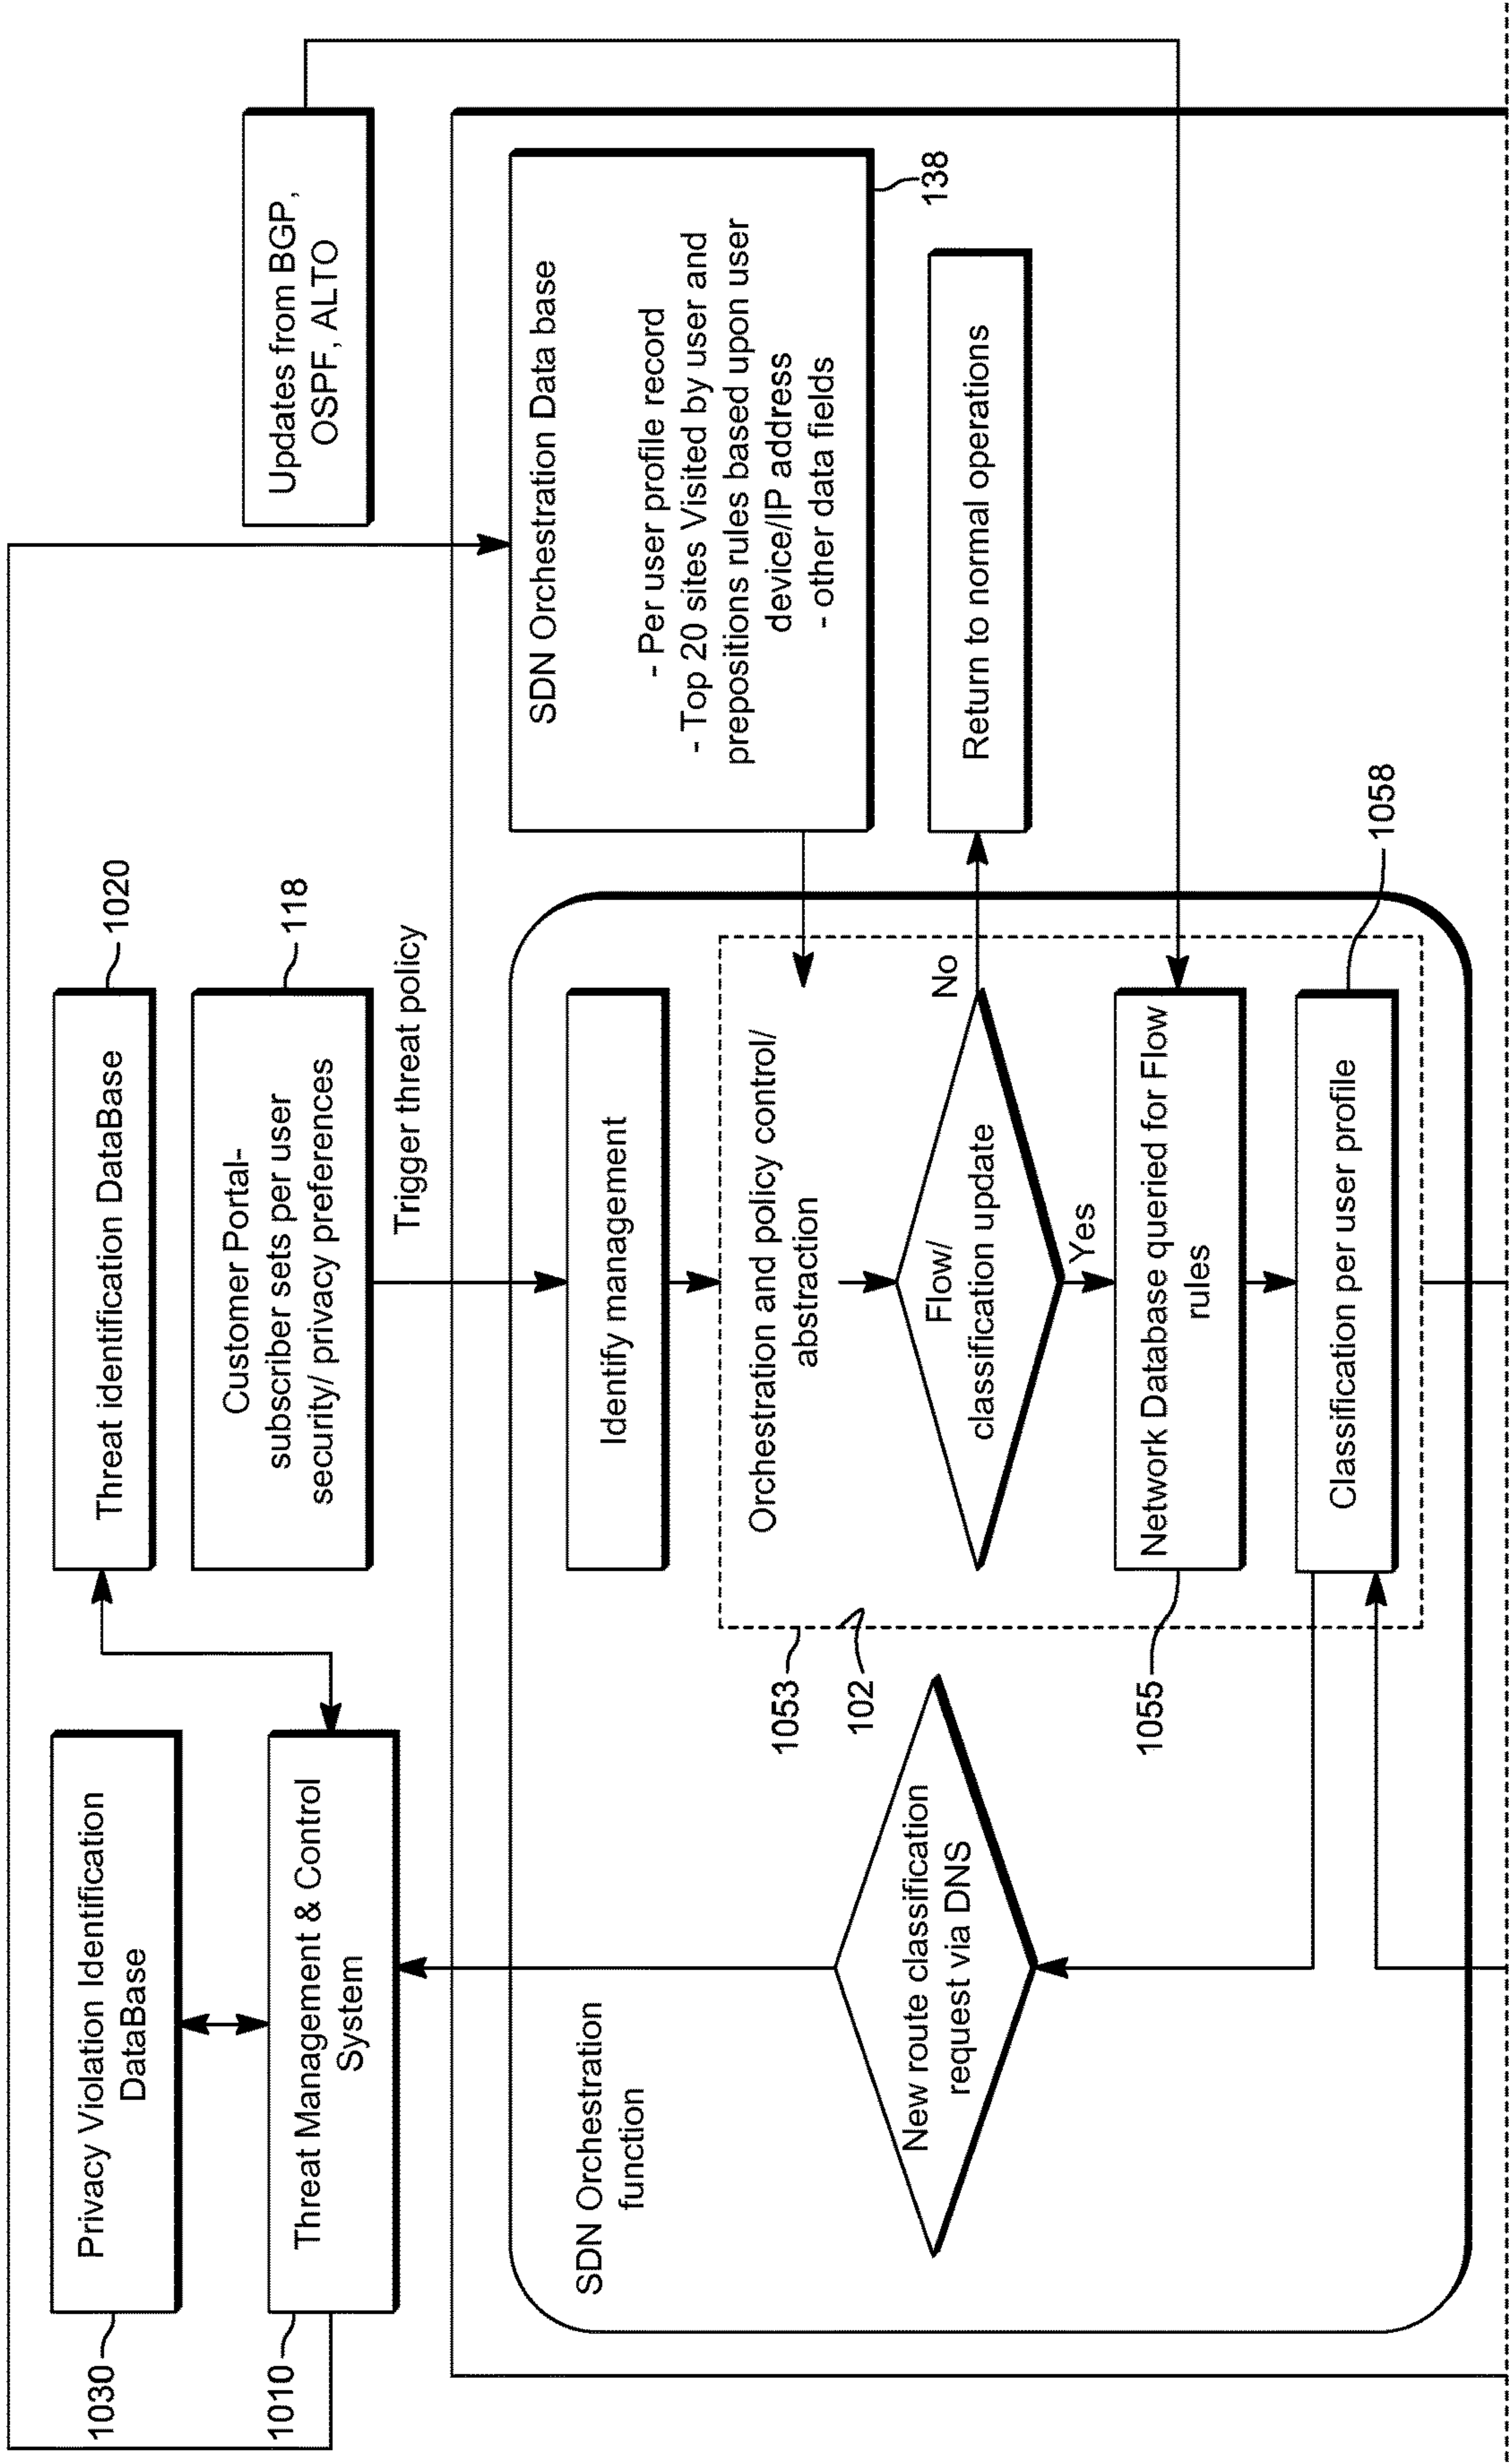 Privacy Violation Identification
DataBase
1030
Threat Management & Control
System
1010
Threat identification DataBase
1020
Customer Portal-
subscriber sets per user
security/ privacy preferences
118
Trigger threat policy
Updates from BGP,
OSPF, ALTO
SDN Orchestration
function
Identify management
SDN Orchestration Data base
- Per user profile record
- Top 20 sites Visited by user and
prepositions rules based upon user
device/IP address
- other data fields
138
1053
102
Orchestration and policy control/
abstraction
Flow/
classification update
No
Return to normal operations
Yes
New route classification
request via DNS
1055
Network Database queried for Flow
rules
Classification per user profile
1058